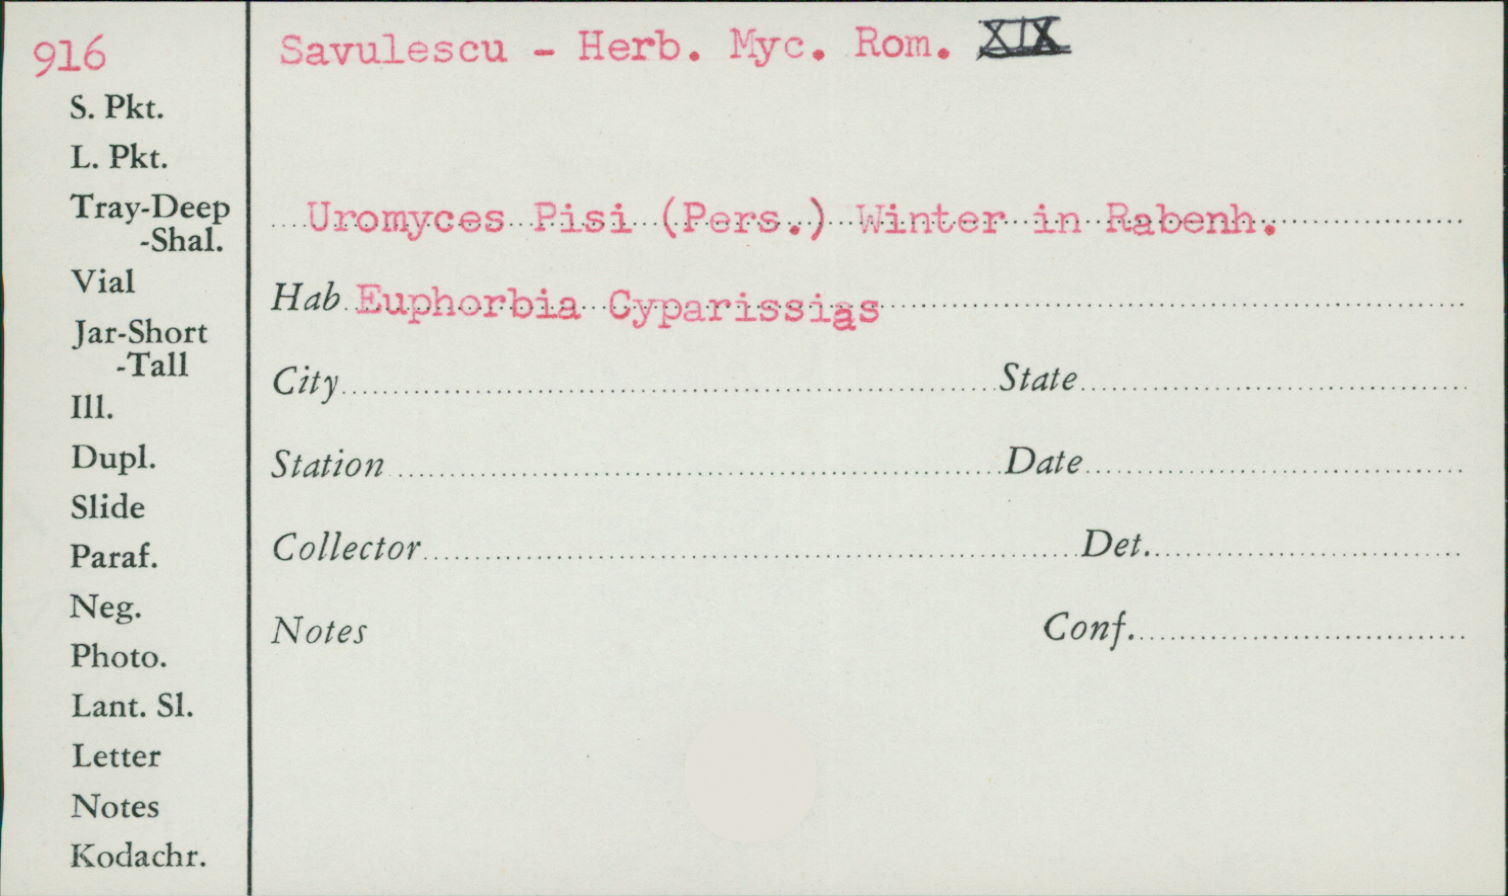 916
Savulescu - Herb. Myc. Rom. XIX
S. Pkt.
L. Pkt.
Tray-Deep
-Shal.
Vial
Jar-Short
-Tall
Ill.
Dupl.
Slide
Paraf.
Neg.
Photo.
Lant. Sl.
Letter
Notes
Kodachr.
Uromyces Pisi (Pers.) Winter in Rabenh.
Hab Euphorbia Cyparissias
City State
Station Date
Collector Det.
Notes Conf.